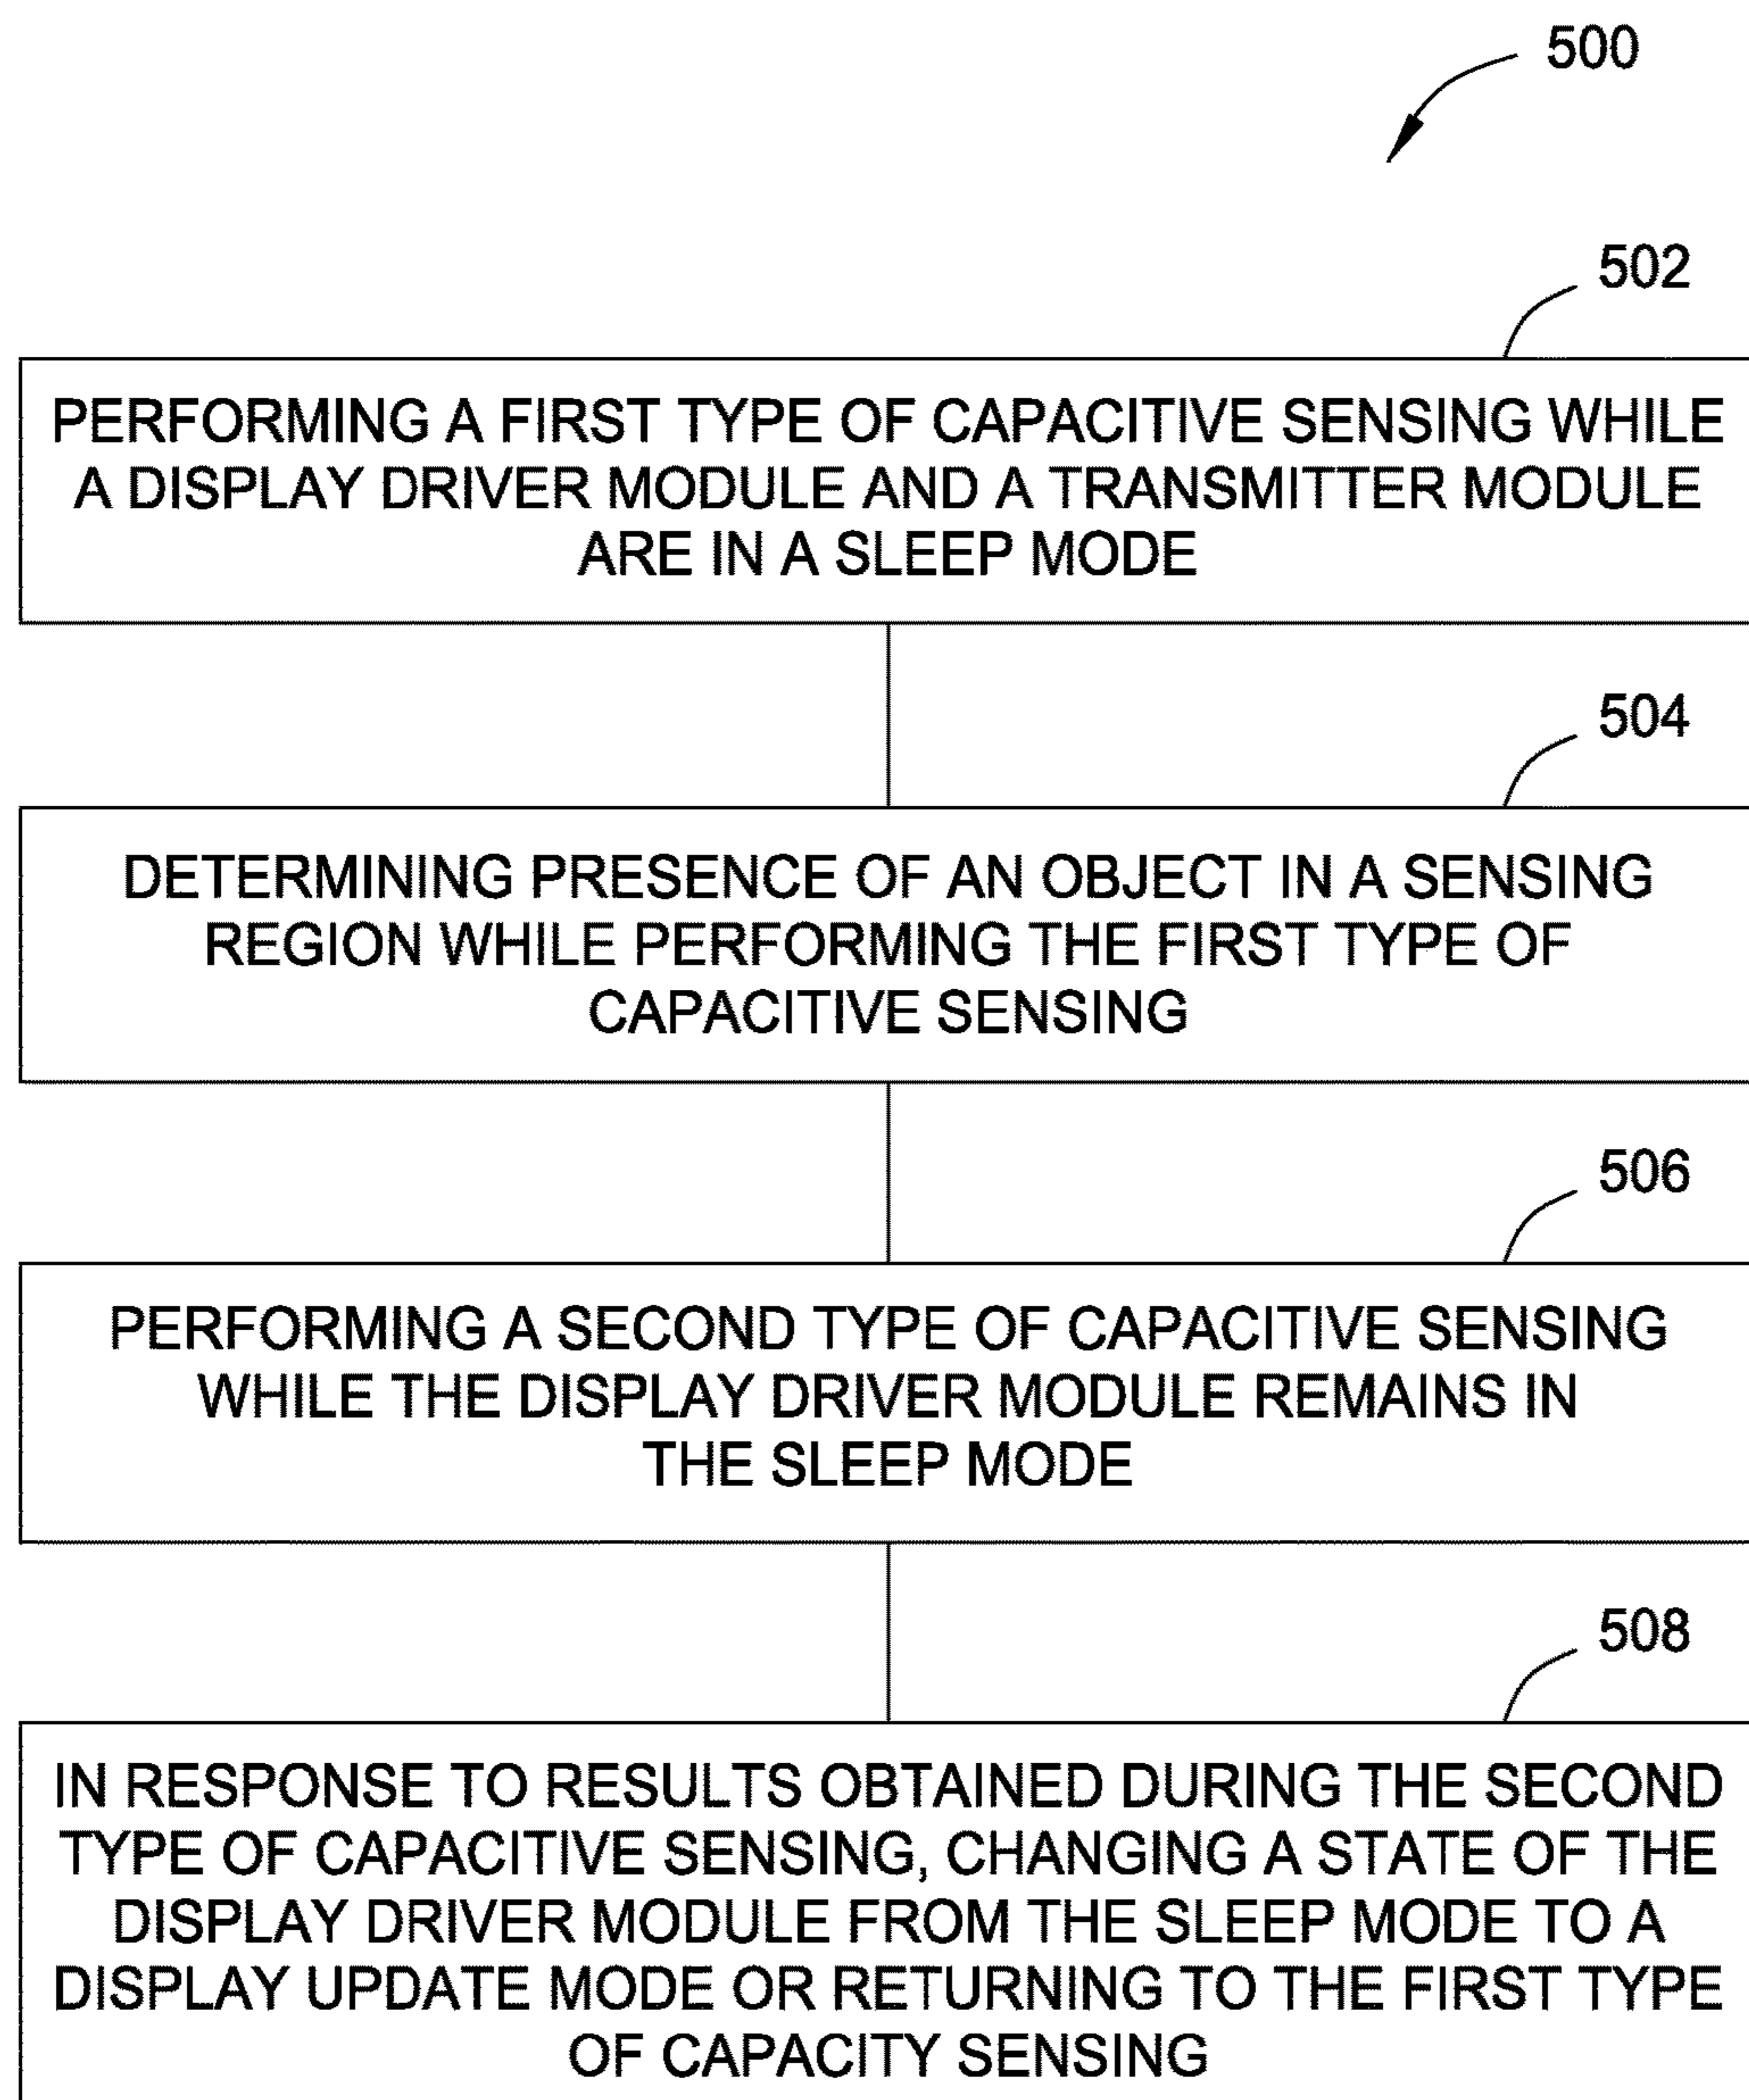 500
502
PERFORMING A FIRST TYPE OF CAPACITIVE SENSING WHILE
A DISPLAY DRIVER MODULE AND A TRANSMITTER MODULE
ARE IN A SLEEP MODE
504
DETERMINING PRESENCE OF AN OBJECT IN A SENSING
REGION WHILE PERFORMING THE FIRST TYPE OF
CAPACITIVE SENSING
506
PERFORMING A SECOND TYPE OF CAPACITIVE SENSING
WHILE THE DISPLAY DRIVER MODULE REMAINS IN
THE SLEEP MODE
508
IN RESPONSE TO RESULTS OBTAINED DURING THE SECOND
TYPE OF CAPACITIVE SENSING, CHANGING A STATE OF THE
DISPLAY DRIVER MODULE FROM THE SLEEP MODE TO A
DISPLAY UPDATE MODE OR RETURNING TO THE FIRST TYPE
OF CAPACITY SENSING